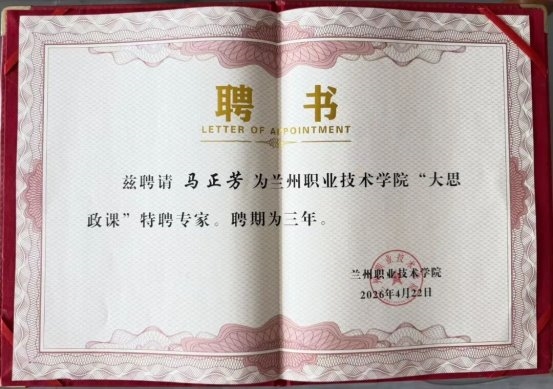 聘 书
LETTER OF APPOINTMENT
兹聘请 马正芳 为兰州职业技术学院“大思
政课”特聘专家。聘期为三年。
兰州职业技术学院
2026年4月22日